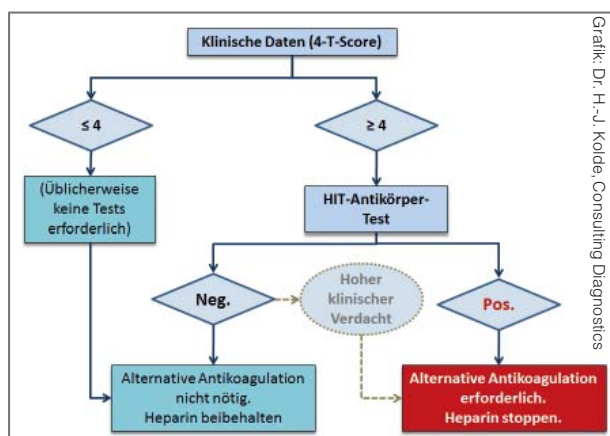 Klinische Daten (4-T-Score)
≤ 4
≥ 4
(Üblicherweise
keine Tests
erforderlich)
HIT-Antikörper-
Test
Neg.
Hoher
klinischer
Verdacht
Pos.
Alternative Antikoagulation
nicht nötig.
Heparin beibehalten
Alternative Antikoagulation
erforderlich.
Heparin stoppen.
Grafik: Dr. H.-J. Kolde, Consulting Diagnostics